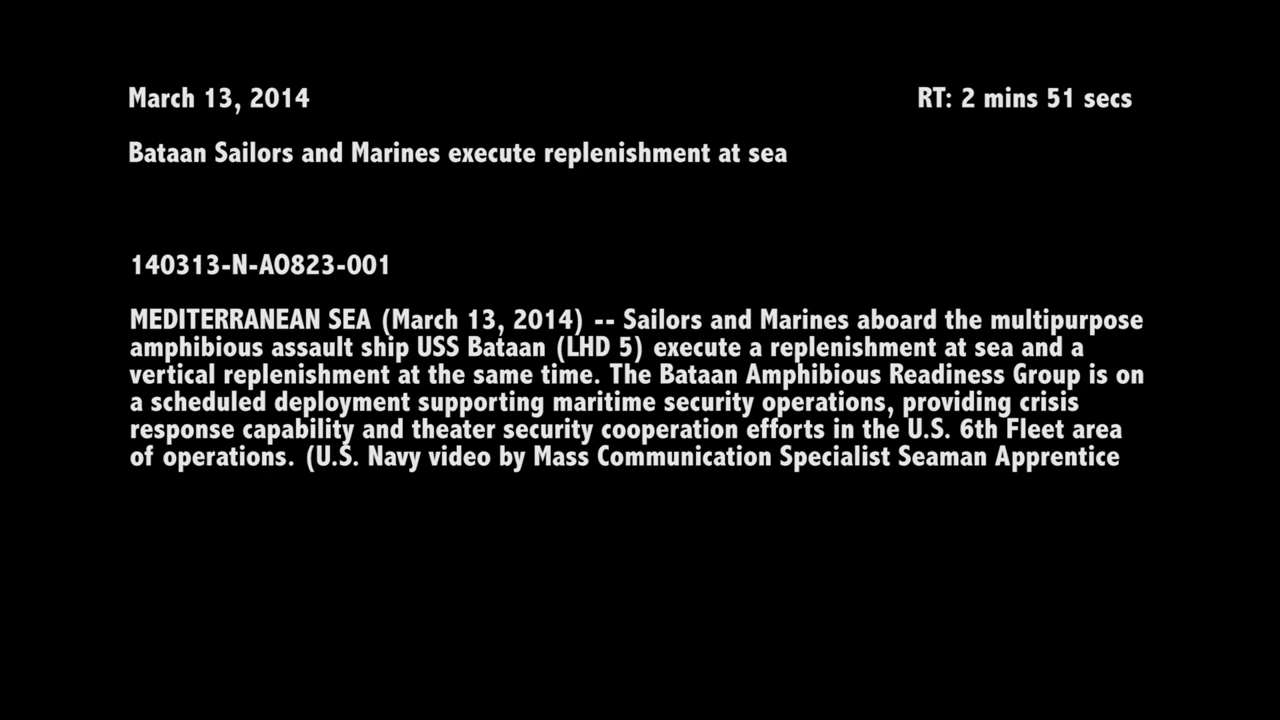 March 13, 2014 RT: 2 mins 51 secs
Bataan Sailors and Marines execute replenishment at sea
140313-N-AO823-001
MEDITERRANEAN SEA (March 13, 2014) -- Sailors and Marines aboard the multipurpose
amphibious assault ship USS Bataan (LHD 5) execute a replenishment at sea and a
vertical replenishment at the same time. The Bataan Amphibious Readiness Group is on
a scheduled deployment supporting maritime security operations, providing crisis
response capability and theater security cooperation efforts in the U.S. 6th Fleet area
of operations. (U.S. Navy video by Mass Communication Specialist Seaman Apprentice